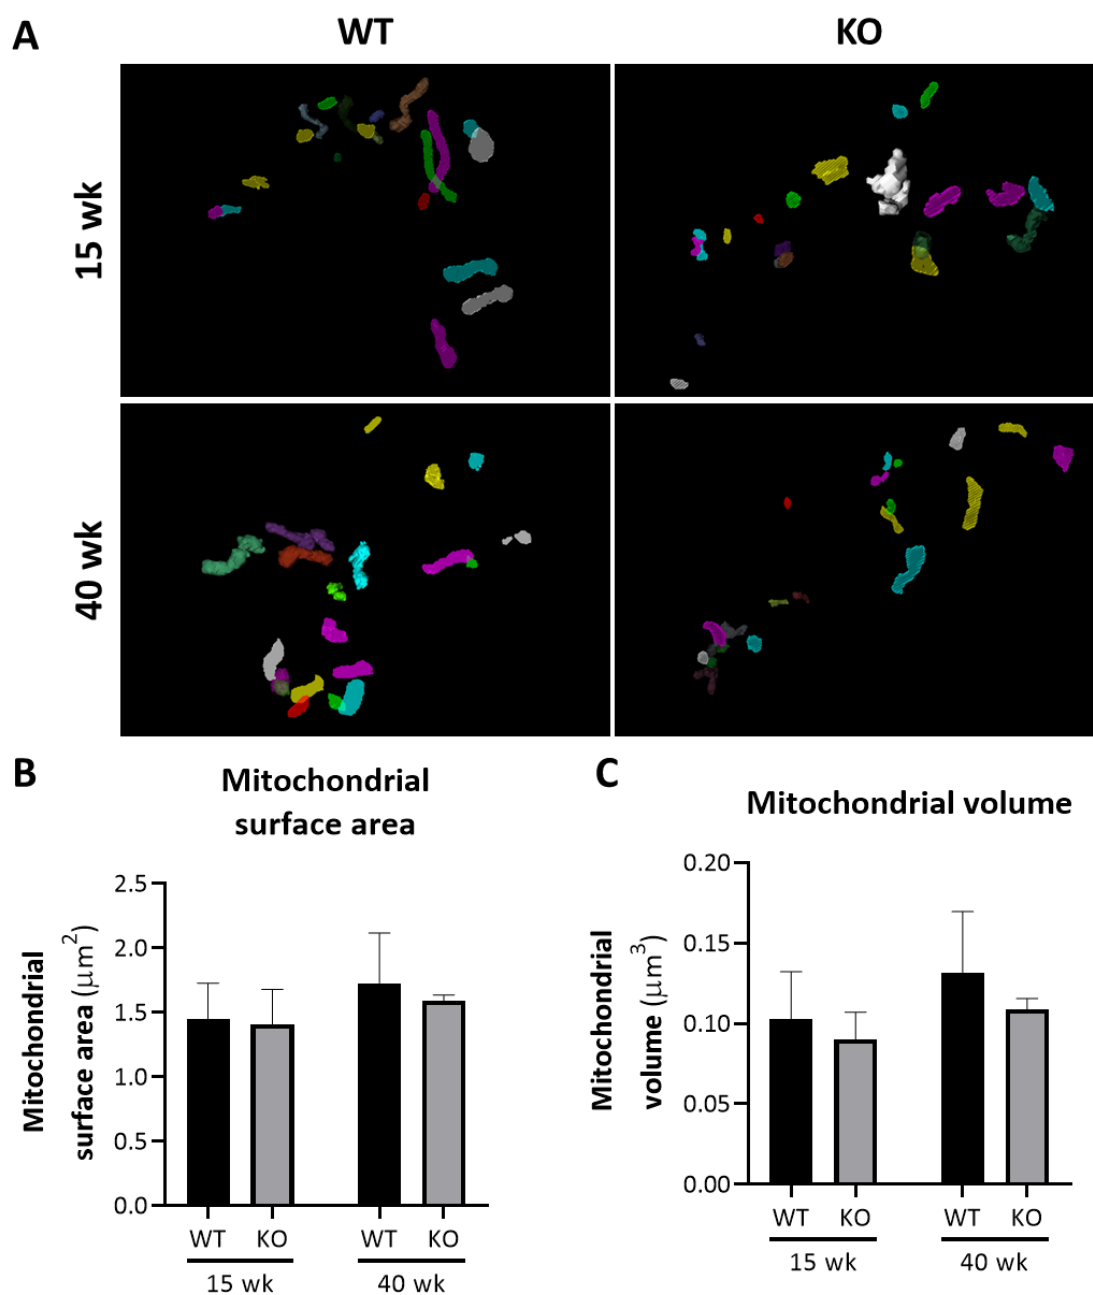 A
WT
KO
15 wk
40 wk
B
Mitochondrial
surface area
Mitochondrial
surface area (μm²)
2.5
2.0
1.5
1.0
0.5
0.0
WT KO WT KO
15 wk 40 wk
C
Mitochondrial volume
Mitochondrial
volume (μm³)
0.20
0.15
0.10
0.05
0.00
WT KO WT KO
15 wk 40 wk